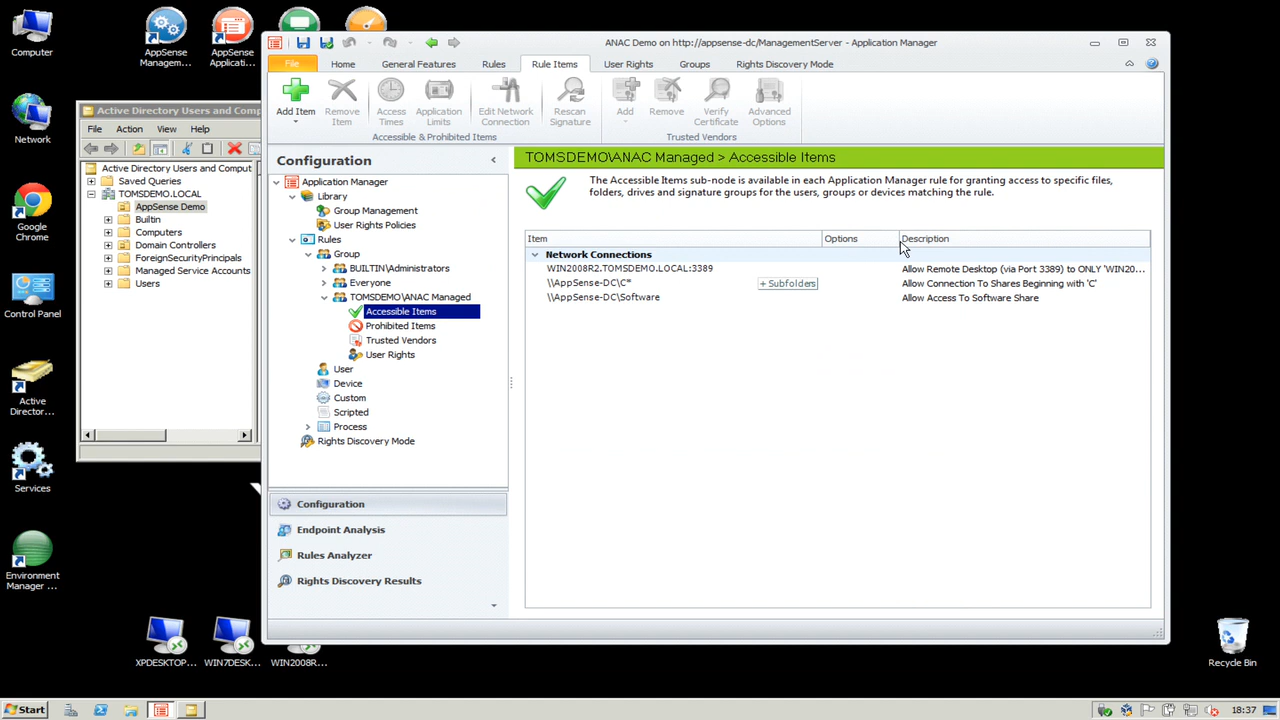 Computer
Network
Google
Chrome
Control Panel
Active
Director...
Services
Environment
Manager ...
AppSense
Managem...
AppSense
Applicati...
ANAC Demo on http://appsense-dc/ManagementServer - Application Manager
File
Home
General Features
Rules
Rule Items
User Rights
Groups
Rights Discovery Mode
Add Item
Remove
Item
Access
Times
Application
Limits
Edit Network
Connection
Rescan
Signature
Accessible & Prohibited Items
Add
Remove
Verify
Certificate
Advanced
Options
Trusted Vendors
Active Directory Users and Comp
File
Action
View
Help
Active Directory Users and Comput
Saved Queries
TOMSDEMO.LOCAL
AppSense Demo
Builtin
Computers
Domain Controllers
ForeignSecurityPrincipals
Managed Service Accounts
Users
Configuration
Application Manager
Library
Group Management
User Rights Policies
Rules
Group
BUILTIN\Administrators
Everyone
TOMSDEMO\ANAC Managed
Accessible Items
Prohibited Items
Trusted Vendors
User Rights
User
Device
Custom
Scripted
Process
Rights Discovery Mode
Configuration
Endpoint Analysis
Rules Analyzer
Rights Discovery Results
TOMSDEMO\ANAC Managed > Accessible Items
The Accessible Items sub-node is available in each Application Manager rule for granting access to specific files,
folders, drives and signature groups for the users, groups or devices matching the rule.
Item Options Description
Network Connections
WIN2008R2.TOMSDEMO.LOCAL:3389 Allow Remote Desktop (via Port 3389) to ONLY 'WIN20...
\\AppSense-DC\C* + Subfolders Allow Connection To Shares Beginning with 'C'
\\AppSense-DC\Software Allow Access To Software Share
XPDESKTOP...
WIN7DESK...
WIN2008R...
Recycle Bin
Start
18:37